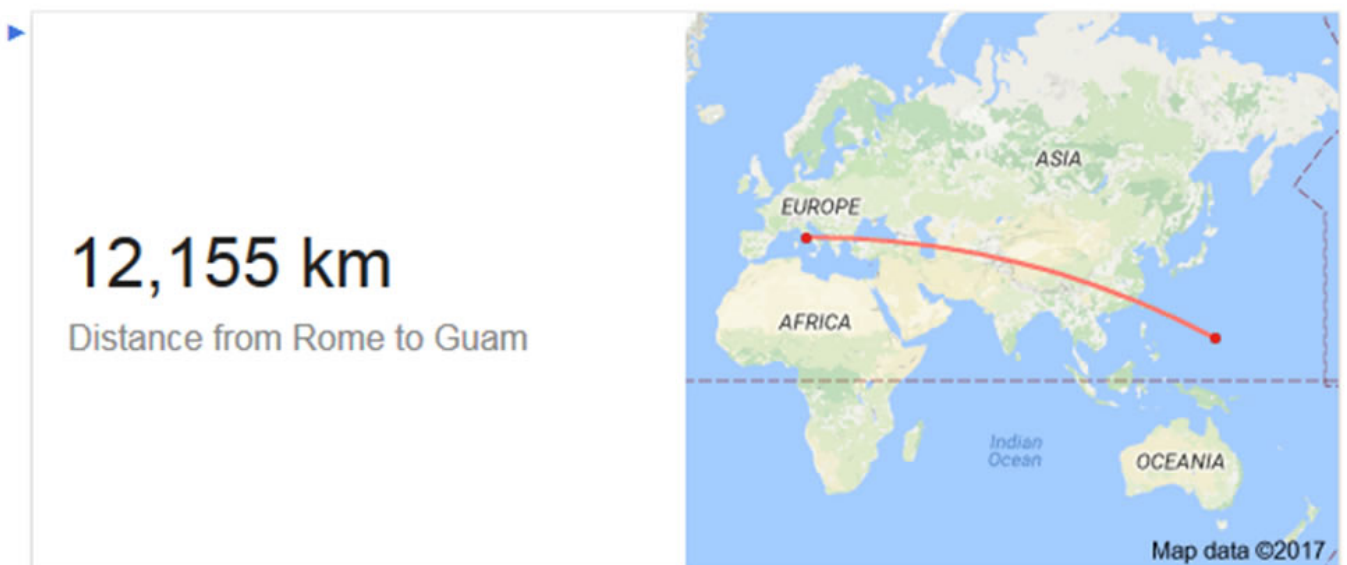 12,155 km
Distance from Rome to Guam
ASIA
EUROPE
AFRICA
Indian
Ocean
OCEANIA
Map data ©2017